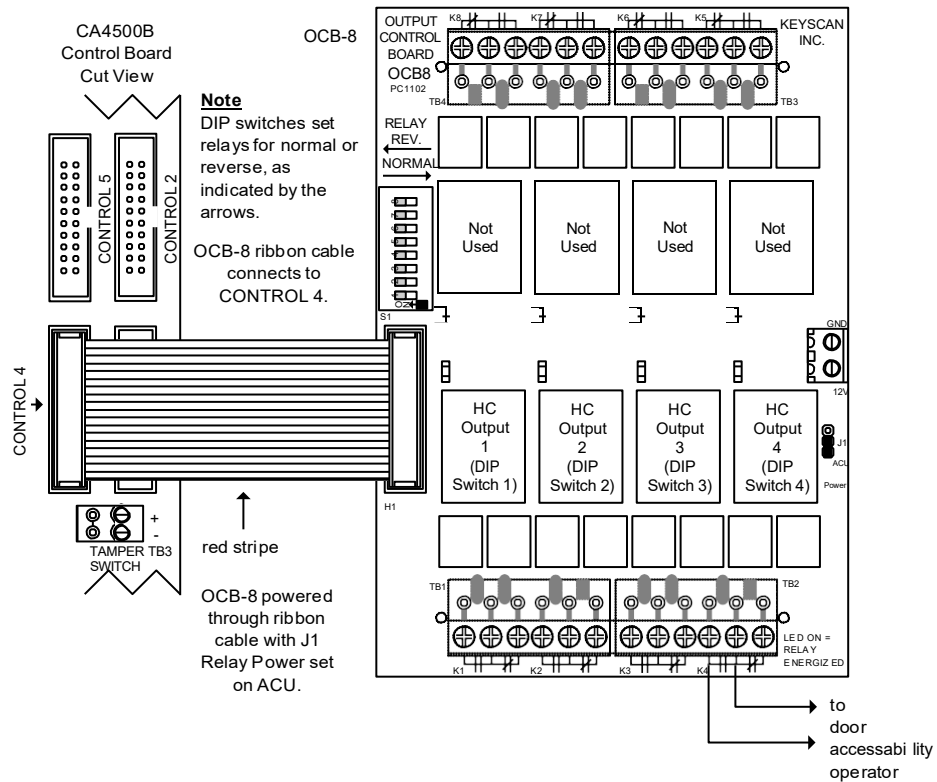 CA4500B
Control Board
Cut View
OCB-8
Note
DIP switches set
relays for normal or
reverse, as
indicated by the
arrows.
OCB-8 ribbon cable
connects to
CONTROL 4.
CONTROL 5
CONTROL 2
CONTROL 4
TAMPER TB3
SWITCH
+
-
red stripe
OCB-8 powered
through ribbon
cable with J1
Relay Power set
on ACU.
OUTPUT
CONTROL
BOARD
OCB8
PC1102
K8
K7
K6
K5
KEYSCAN
INC.
TB4
TB3
RELAY
REV.
NORMAL
S1
Not
Used
Not
Used
Not
Used
Not
Used
GND
12V
J1
ACU
Power
HC
Output
1
(DIP
Switch 1)
HC
Output
2
(DIP
Switch 2)
HC
Output
3
(DIP
Switch 3)
HC
Output
4
(DIP
Switch 4)
H1
TB1
TB2
K1
K2
K3
K4
LED ON =
RELAY
ENERGIZED
to
door
accessabi lity
operator